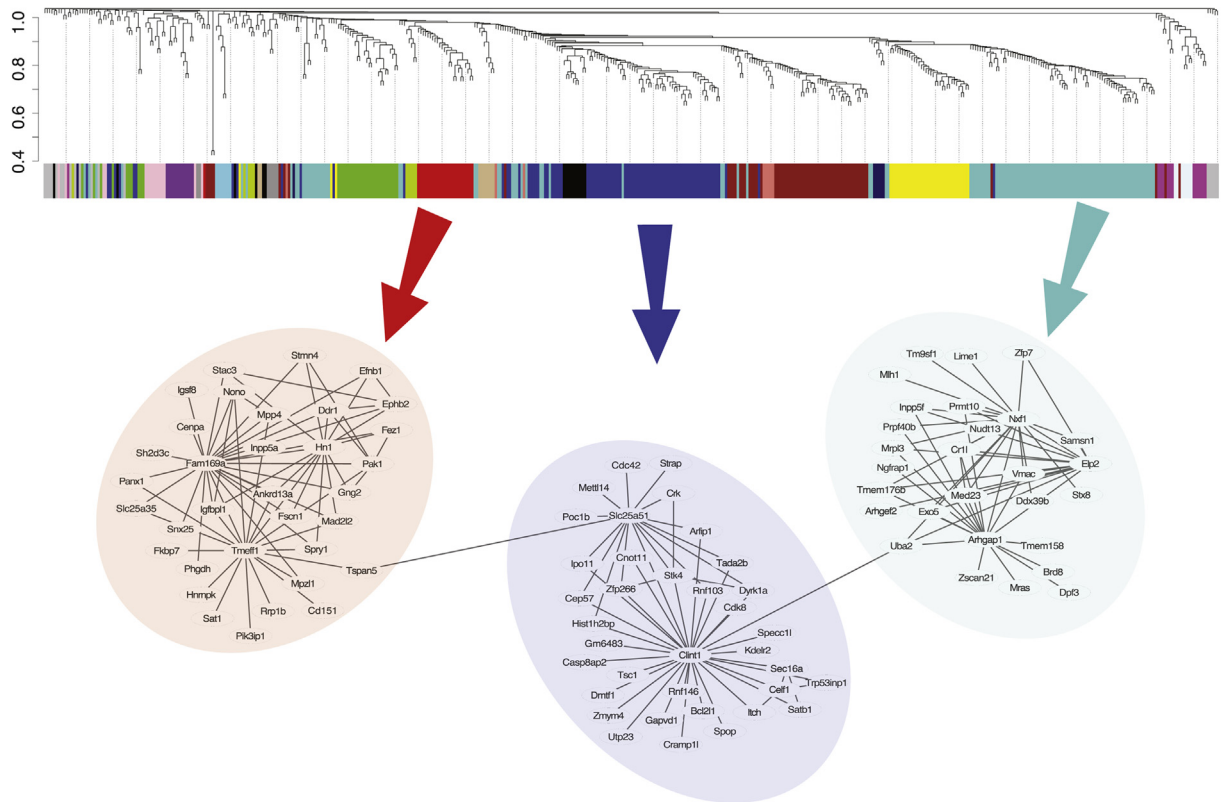 1.0
0.8
0.6
0.4
Stmn4
Stac3
Efnb1
Igsf8
Nono
Ephb2
Mpp4
Ddr1
Cenpa
Fez1
Inpp5a
Hn1
Sh2d3c
Fam169a
Pak1
Panx1
Ankrd13a
Gng2
Slc25a35
Igfbpl1
Fscn1
Mad2l2
Snx25
Fkbp7
Tmeff1
Spry1
Phgdh
Tspan5
Mpzl1
Hnrnpk
Rrp1b
Cd151
Sat1
Pik3ip1
Cdc42
Strap
Mettl14
Crk
Poc1b
Slc25a51
Arfip1
Ipo11
Cnot11
Tada2b
Stk4
Zfp266
Rnf103
Dyrk1a
Cep57
Cdk8
Hist1h2bp
Specc1l
Gm6483
Kdelr2
Clint1
Casp8ap2
Sec16a
Tsc1
Trp53inp1
Celf1
Dmtf1
Rnf146
Satb1
Zmym4
Bcl2l1
Itch
Gapvd1
Spop
Utp23
Cramp1l
Tm9sf1
Lime1
Zfp7
Mlh1
Inpp5f
Prmt10
Nxf1
Prpf40b
Nudt13
Samsn1
Mrpl3
Cr1l
Elp2
Ngfrap1
Vmac
Tmem176b
Med23
Stx8
Ddx39b
Arhgef2
Exo5
Uba2
Arhgap1
Tmem158
Zscan21
Brd8
Mras
Dpf3